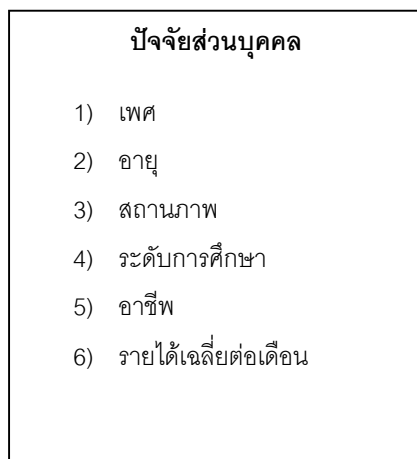 ปัจจัยส่วนบุคคล
1) เพศ
2) อายุ
3) สถานภาพ
4) ระดับการศึกษา
5) อาชีพ
6) รายได้เฉลี่ยต่อเดือน